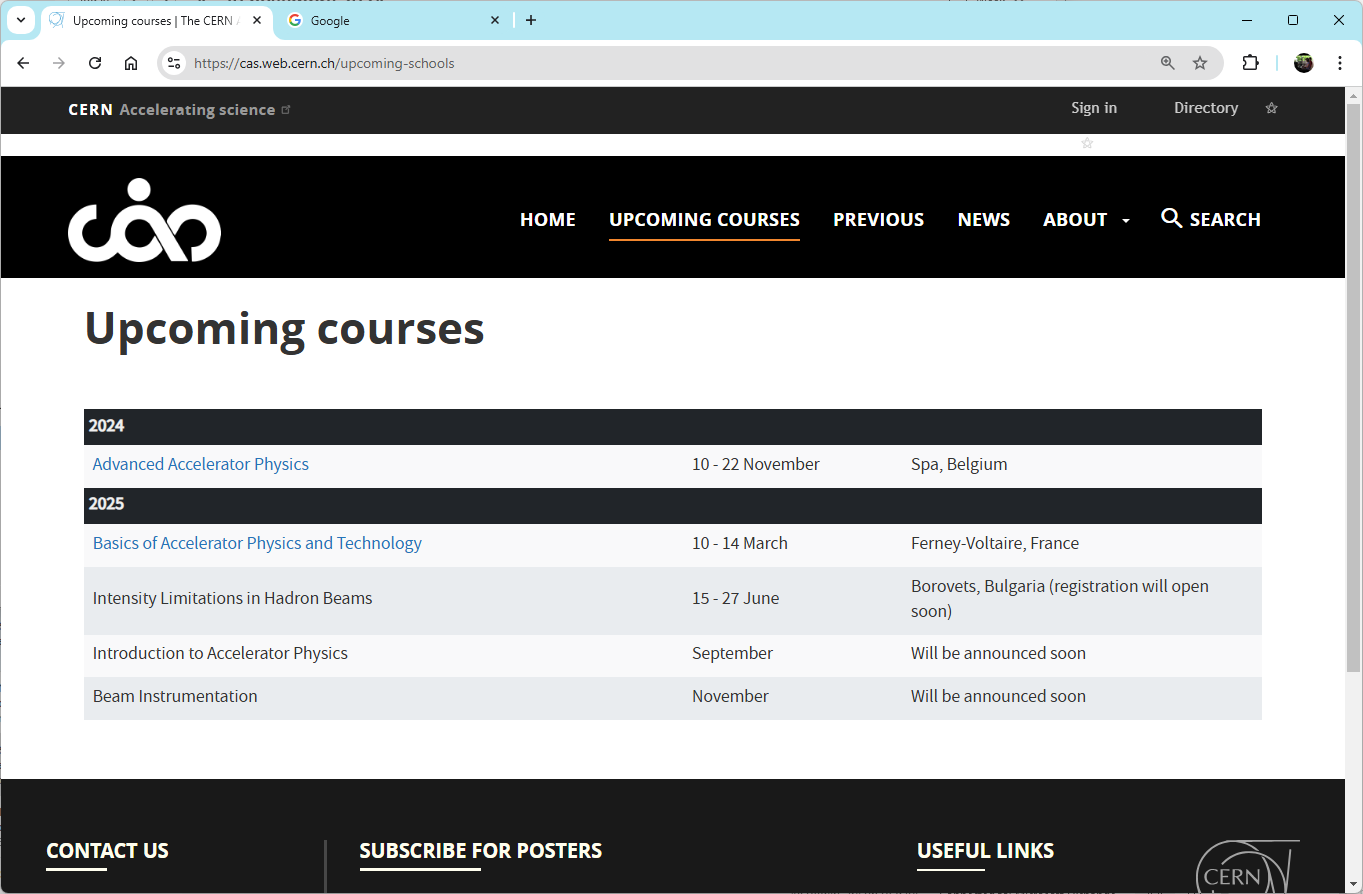 Upcoming courses | The CERN A
Google
https://cas.web.cern.ch/upcoming-schools
CERN Accelerating science
Sign in
Directory
HOME
UPCOMING COURSES
PREVIOUS
NEWS
ABOUT
SEARCH
Upcoming courses
2024
Advanced Accelerator Physics 10 - 22 November Spa, Belgium
2025
Basics of Accelerator Physics and Technology 10 - 14 March Ferney-Voltaire, France
Intensity Limitations in Hadron Beams 15 - 27 June Borovets, Bulgaria (registration will open
soon)
Introduction to Accelerator Physics September Will be announced soon
Beam Instrumentation November Will be announced soon
CONTACT US
SUBSCRIBE FOR POSTERS
USEFUL LINKS
CERN